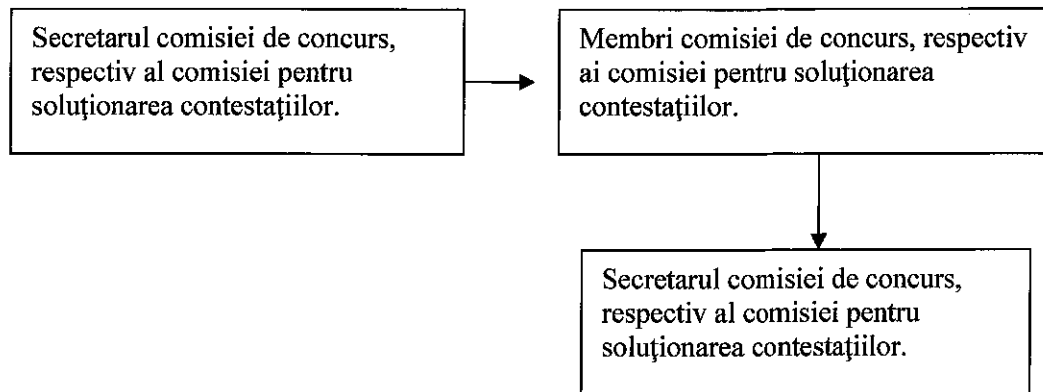 Secretarul comisiei de concurs,
respectiv al comisiei pentru
soluţionarea contestaţiilor.
Membri comisiei de concurs, respectiv
ai comisiei pentru soluţionarea
contestaţiilor.
Secretarul comisiei de concurs,
respectiv al comisiei pentru
soluţionarea contestaţiilor.